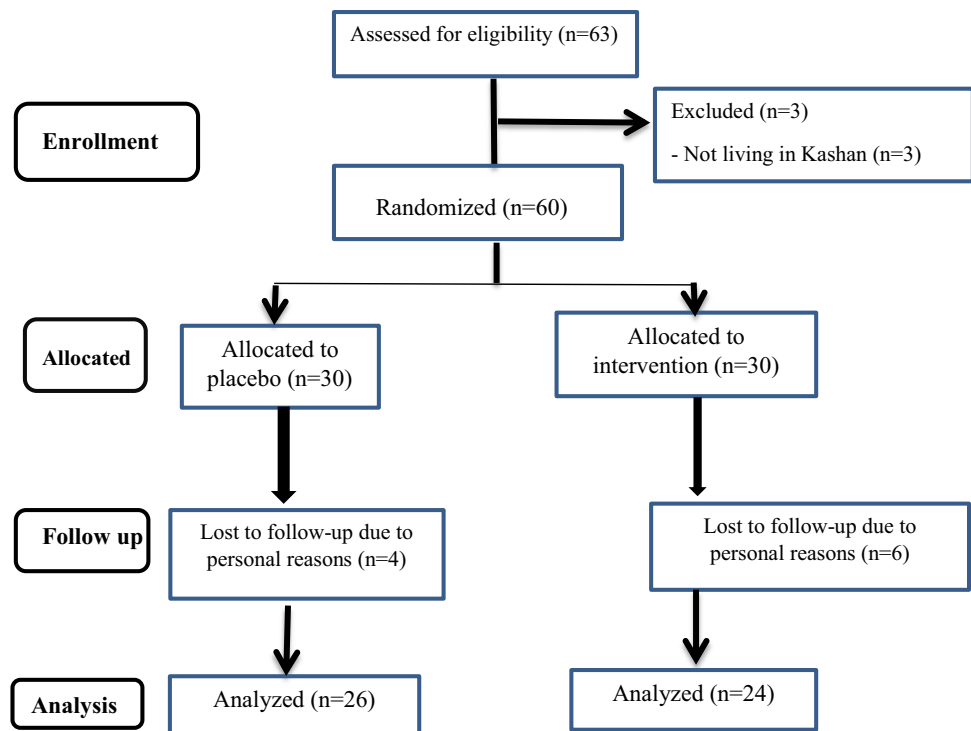 Assessed for eligibility (n=63)
Enrollment
Excluded (n=3)
- Not living in Kashan (n=3)
Randomized (n=60)
Allocated
Allocated to
placebo (n=30)
Allocated to
intervention (n=30)
Follow up
Lost to follow-up due to
personal reasons (n=4)
Lost to follow-up due to
personal reasons (n=6)
Analysis
Analyzed (n=26)
Analyzed (n=24)